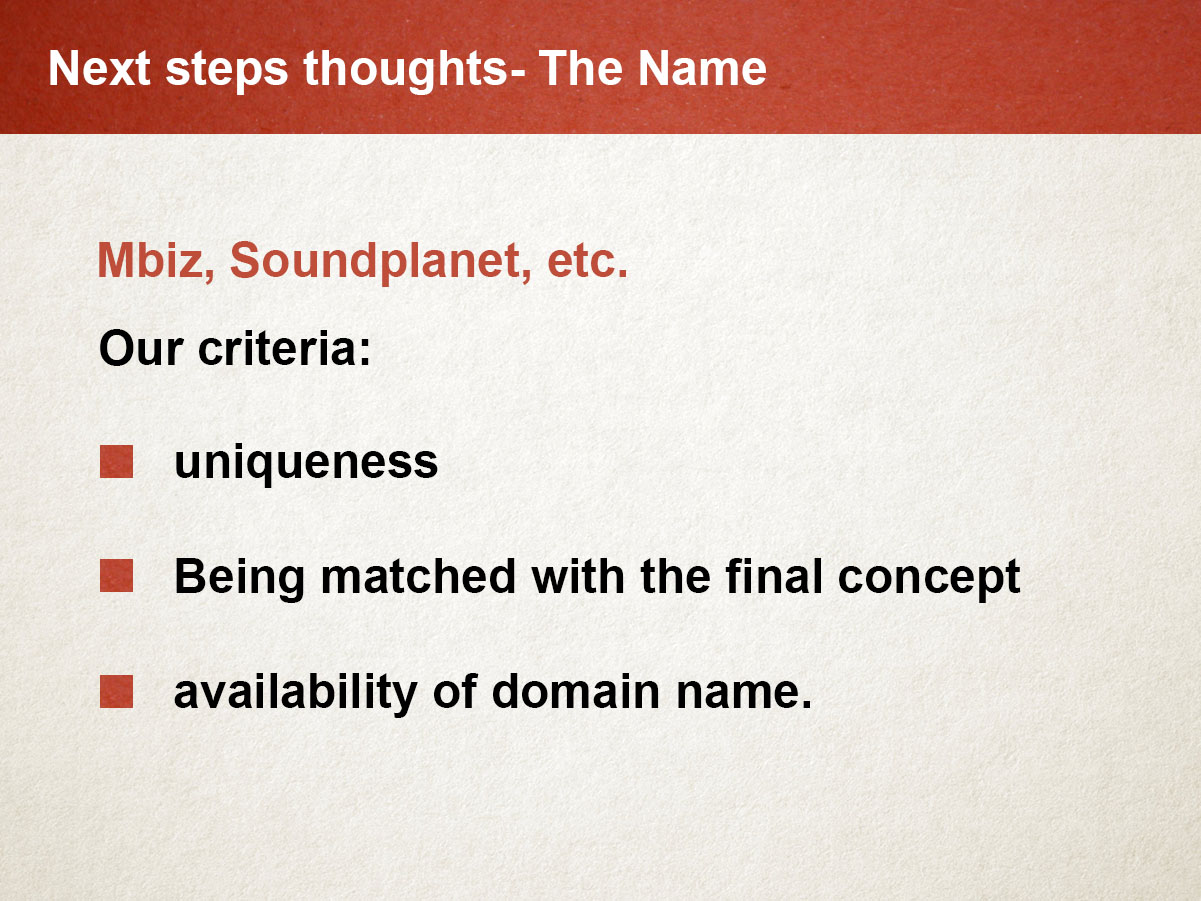 Next steps thoughts- The Name
Mbiz, Soundplanet, etc.
Our criteria:
uniqueness
Being matched with the final concept
availability of domain name.